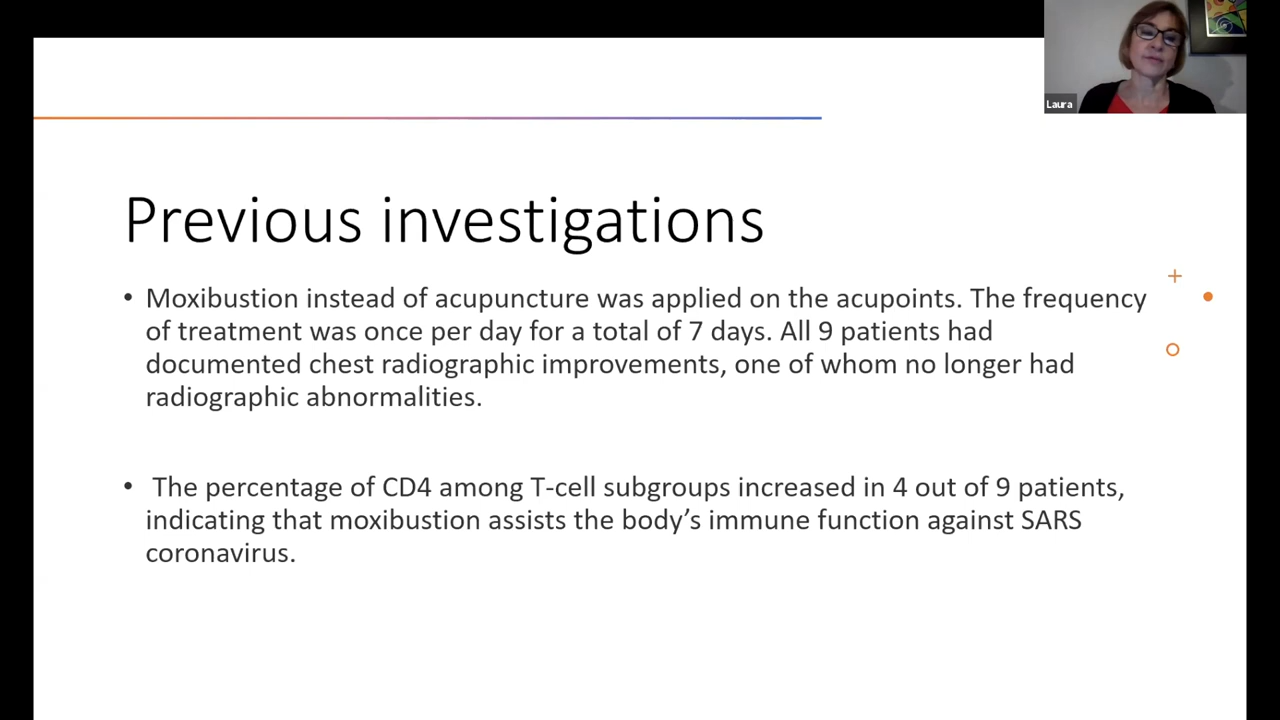 Laura
Previous investigations
• Moxibustion instead of acupuncture was applied on the acupoints. The frequency
of treatment was once per day for a total of 7 days. All 9 patients had
documented chest radiographic improvements, one of whom no longer had
radiographic abnormalities.
• The percentage of CD4 among T-cell subgroups increased in 4 out of 9 patients,
indicating that moxibustion assists the body’s immune function against SARS
coronavirus.